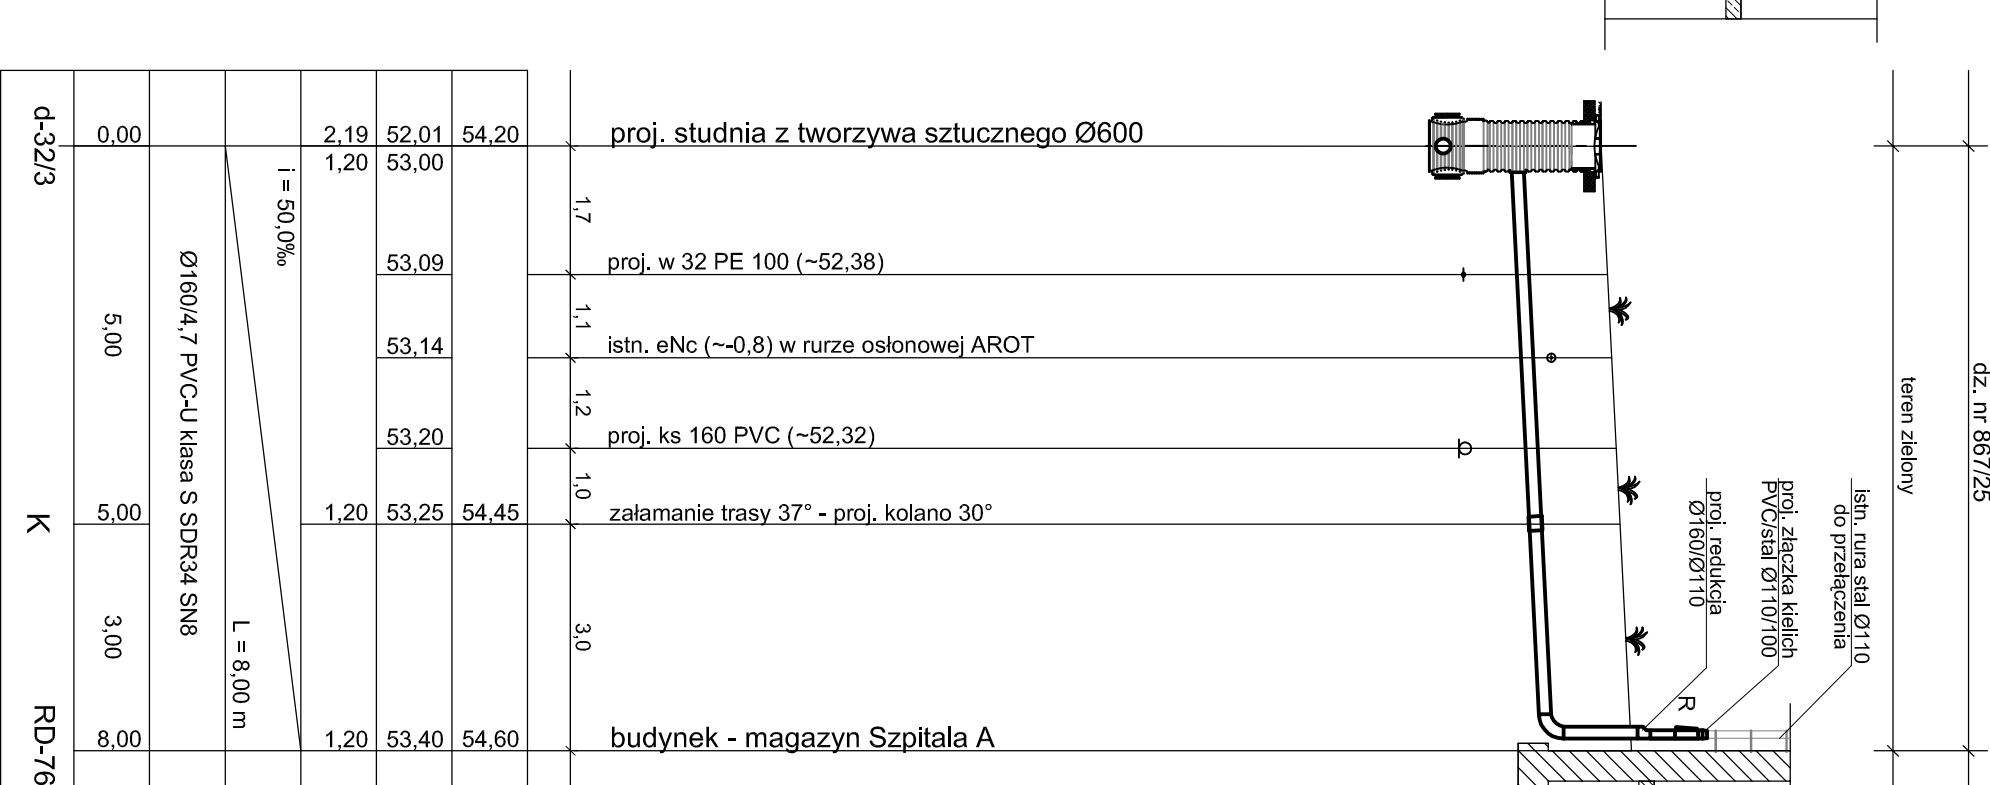 d-32/3
0,00
2,19 52,01 54,20
proj. studnia z tworzywa sztucznego Ø600
1,20 53,00
i = 50,0‰
1,7
53,09
proj. w 32 PE 100 (~52,38)
5,00
1,1
53,14
istn. eNc (~-0,8) w rurze osłonowej AROT
Ø160/4,7 PVC-U klasa S SDR34 SN8
1,2
53,20
proj. ks 160 PVC (~52,32)
1,0
K
5,00
1,20 53,25 54,45
załamanie trasy 37° - proj. kolano 30°
3,00
L = 8,00 m
3,0
RD-76
8,00
1,20 53,40 54,60
budynek - magazyn Szpitala A
R
proj. redukcja
Ø160/Ø110
proj. złączka kielich
PVC/stal Ø110/100
istn. rura stal Ø110
do przełączenia
teren zielony
dz. nr 867/25